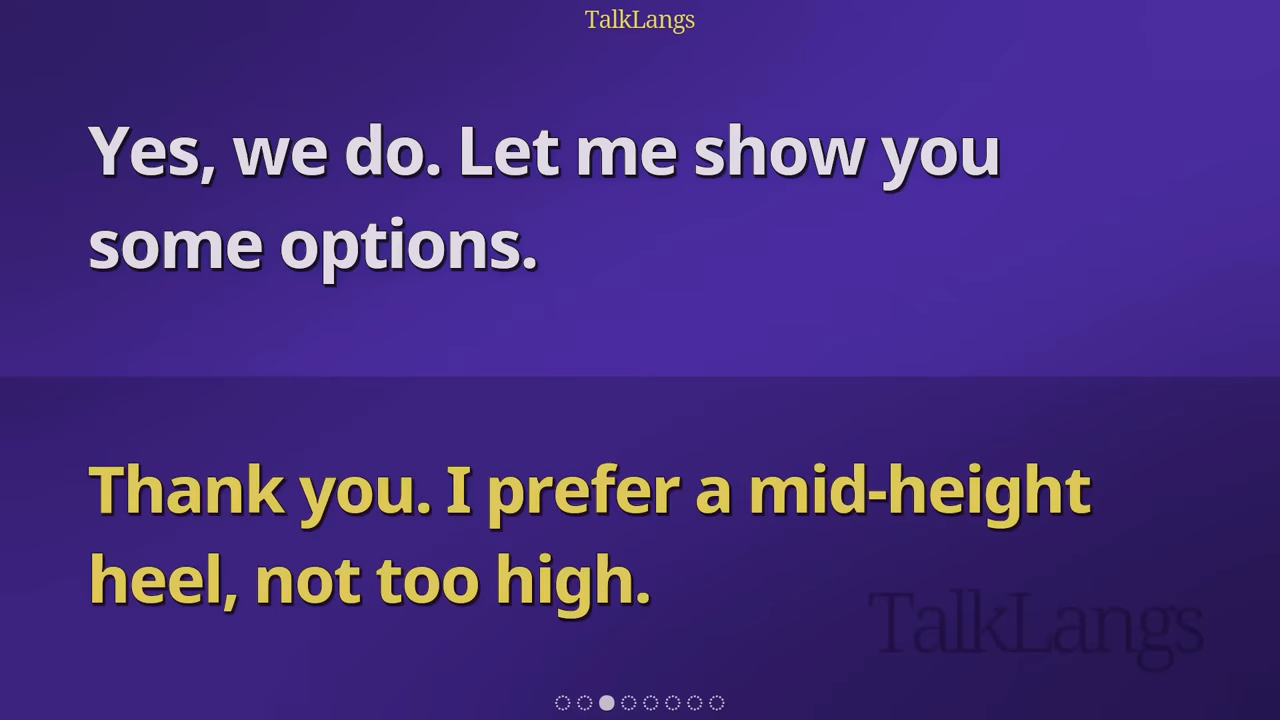 TalkLangs
Yes, we do. Let me show you
some options.
Thank you. I prefer a mid-height
heel, not too high.
TalkLangs